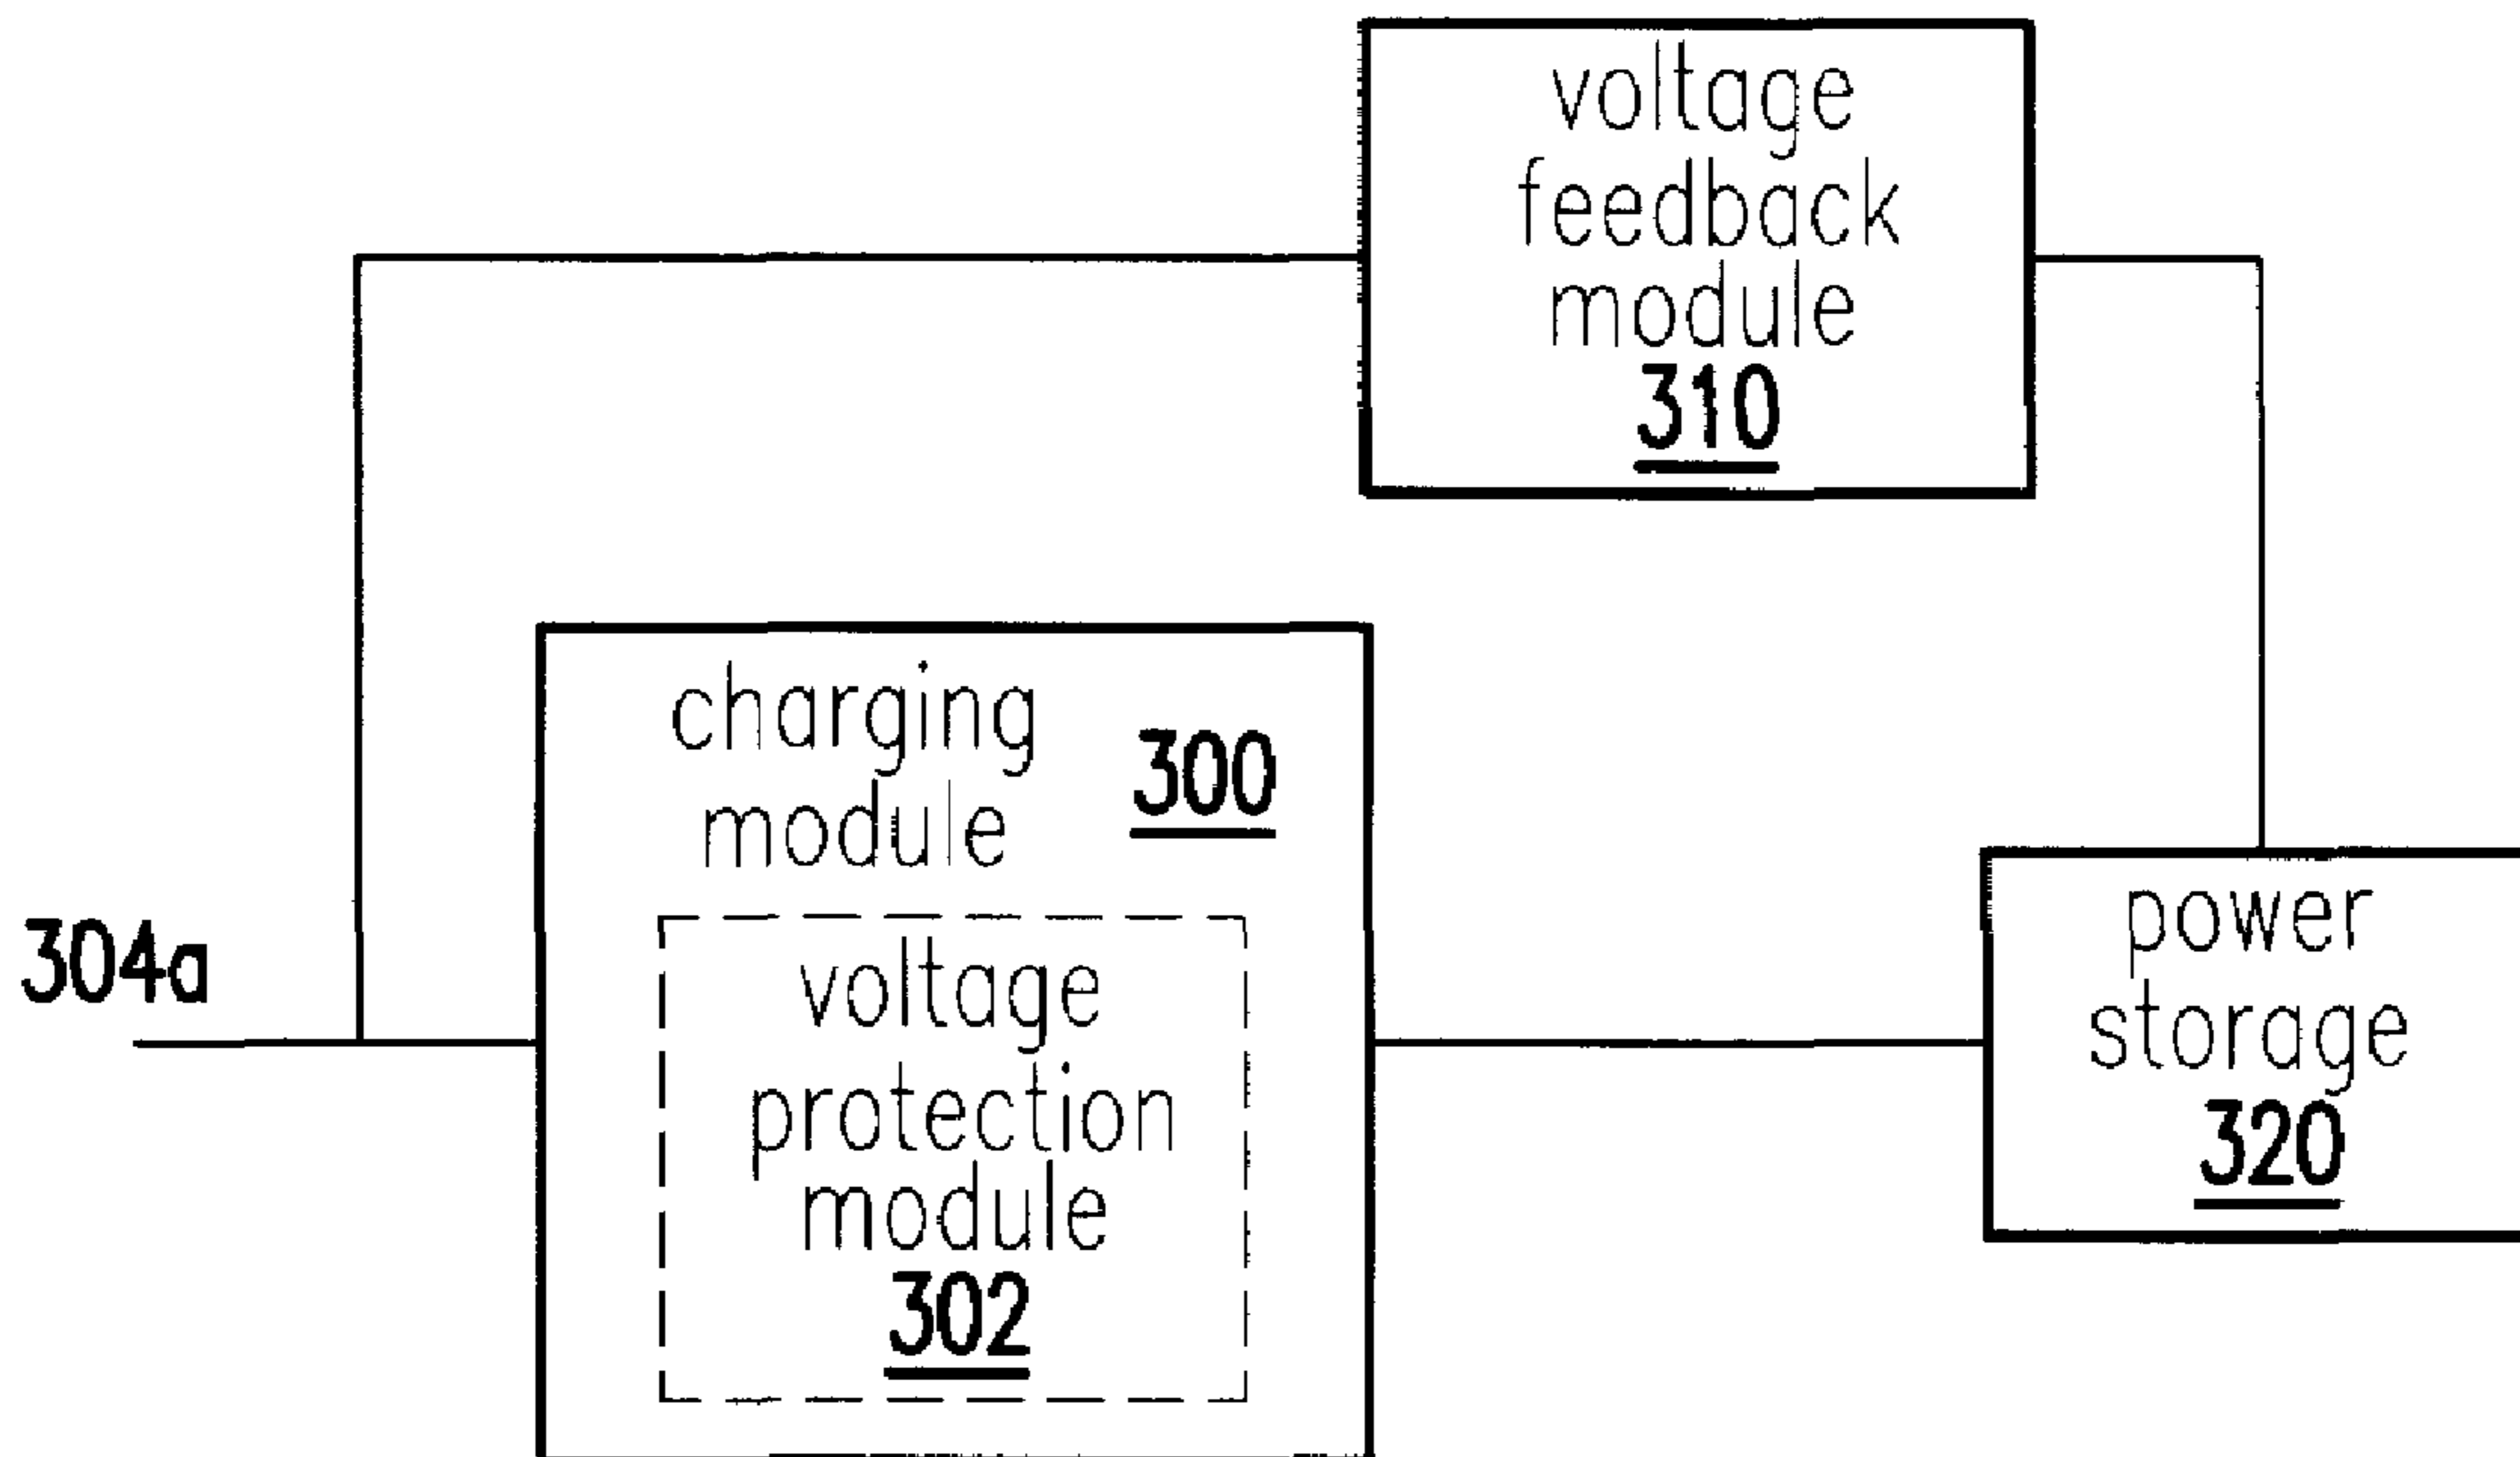 voltage
feedback
module
310
charging
module
300
304a
voltage
protection
module
302
power
storage
320